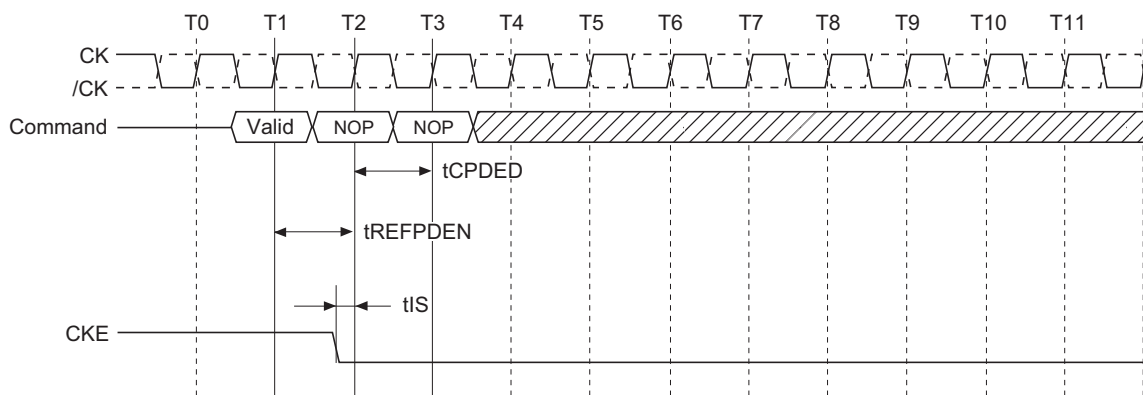 T0 T1 T2 T3 T4 T5 T6 T7 T8 T9 T10 T11
CK
/CK
Command Valid NOP NOP
tCPDED
tREFPDEN
tIS
CKE